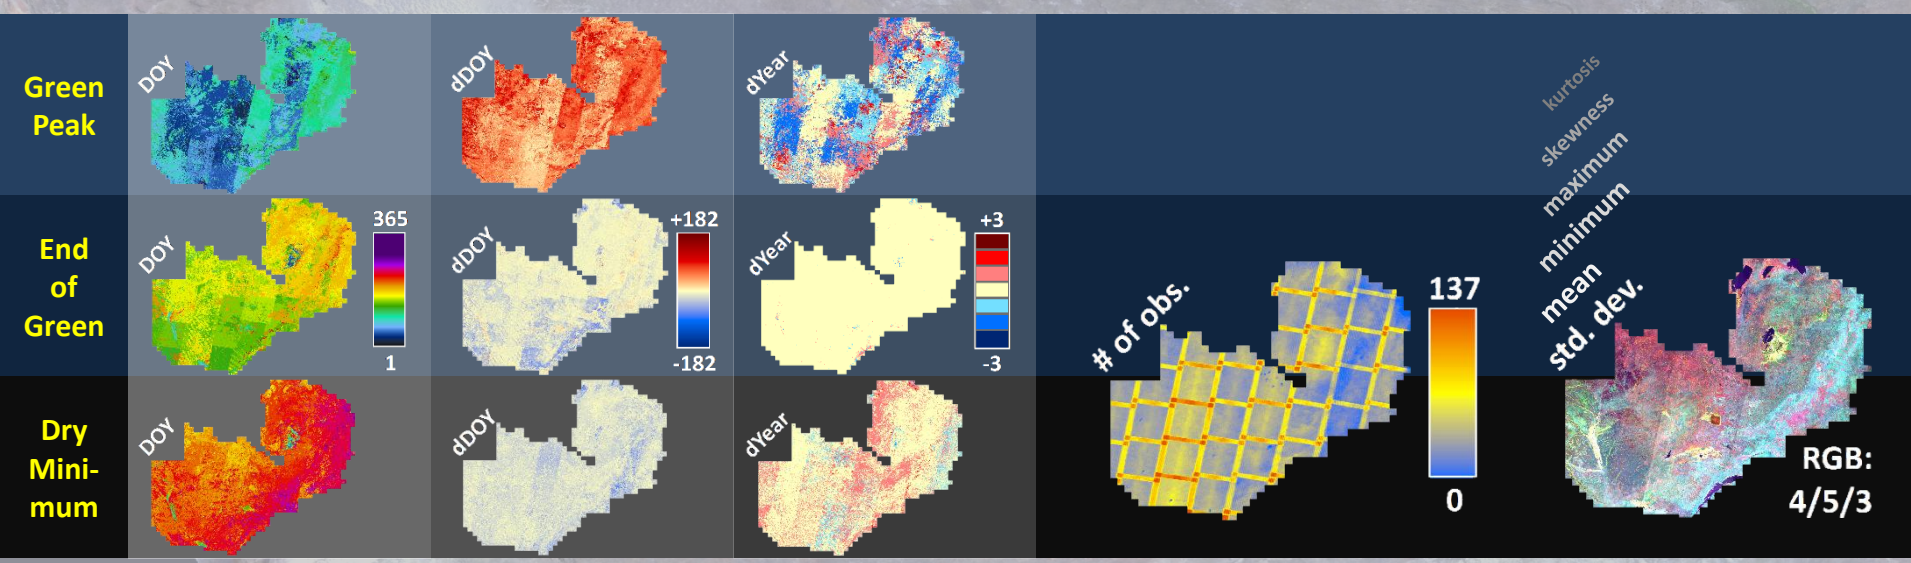 Green
Peak
DOY
dDOY
dYear
End
of
Green
DOY
365
1
dDOY
+182
-182
dYear
+3
-3
Dry
Mini-
mum
DOY
dDOY
dYear
# of obs.
137
0
kurtosis
skewness
maximum
minimum
mean
std. dev.
RGB:
4/5/3